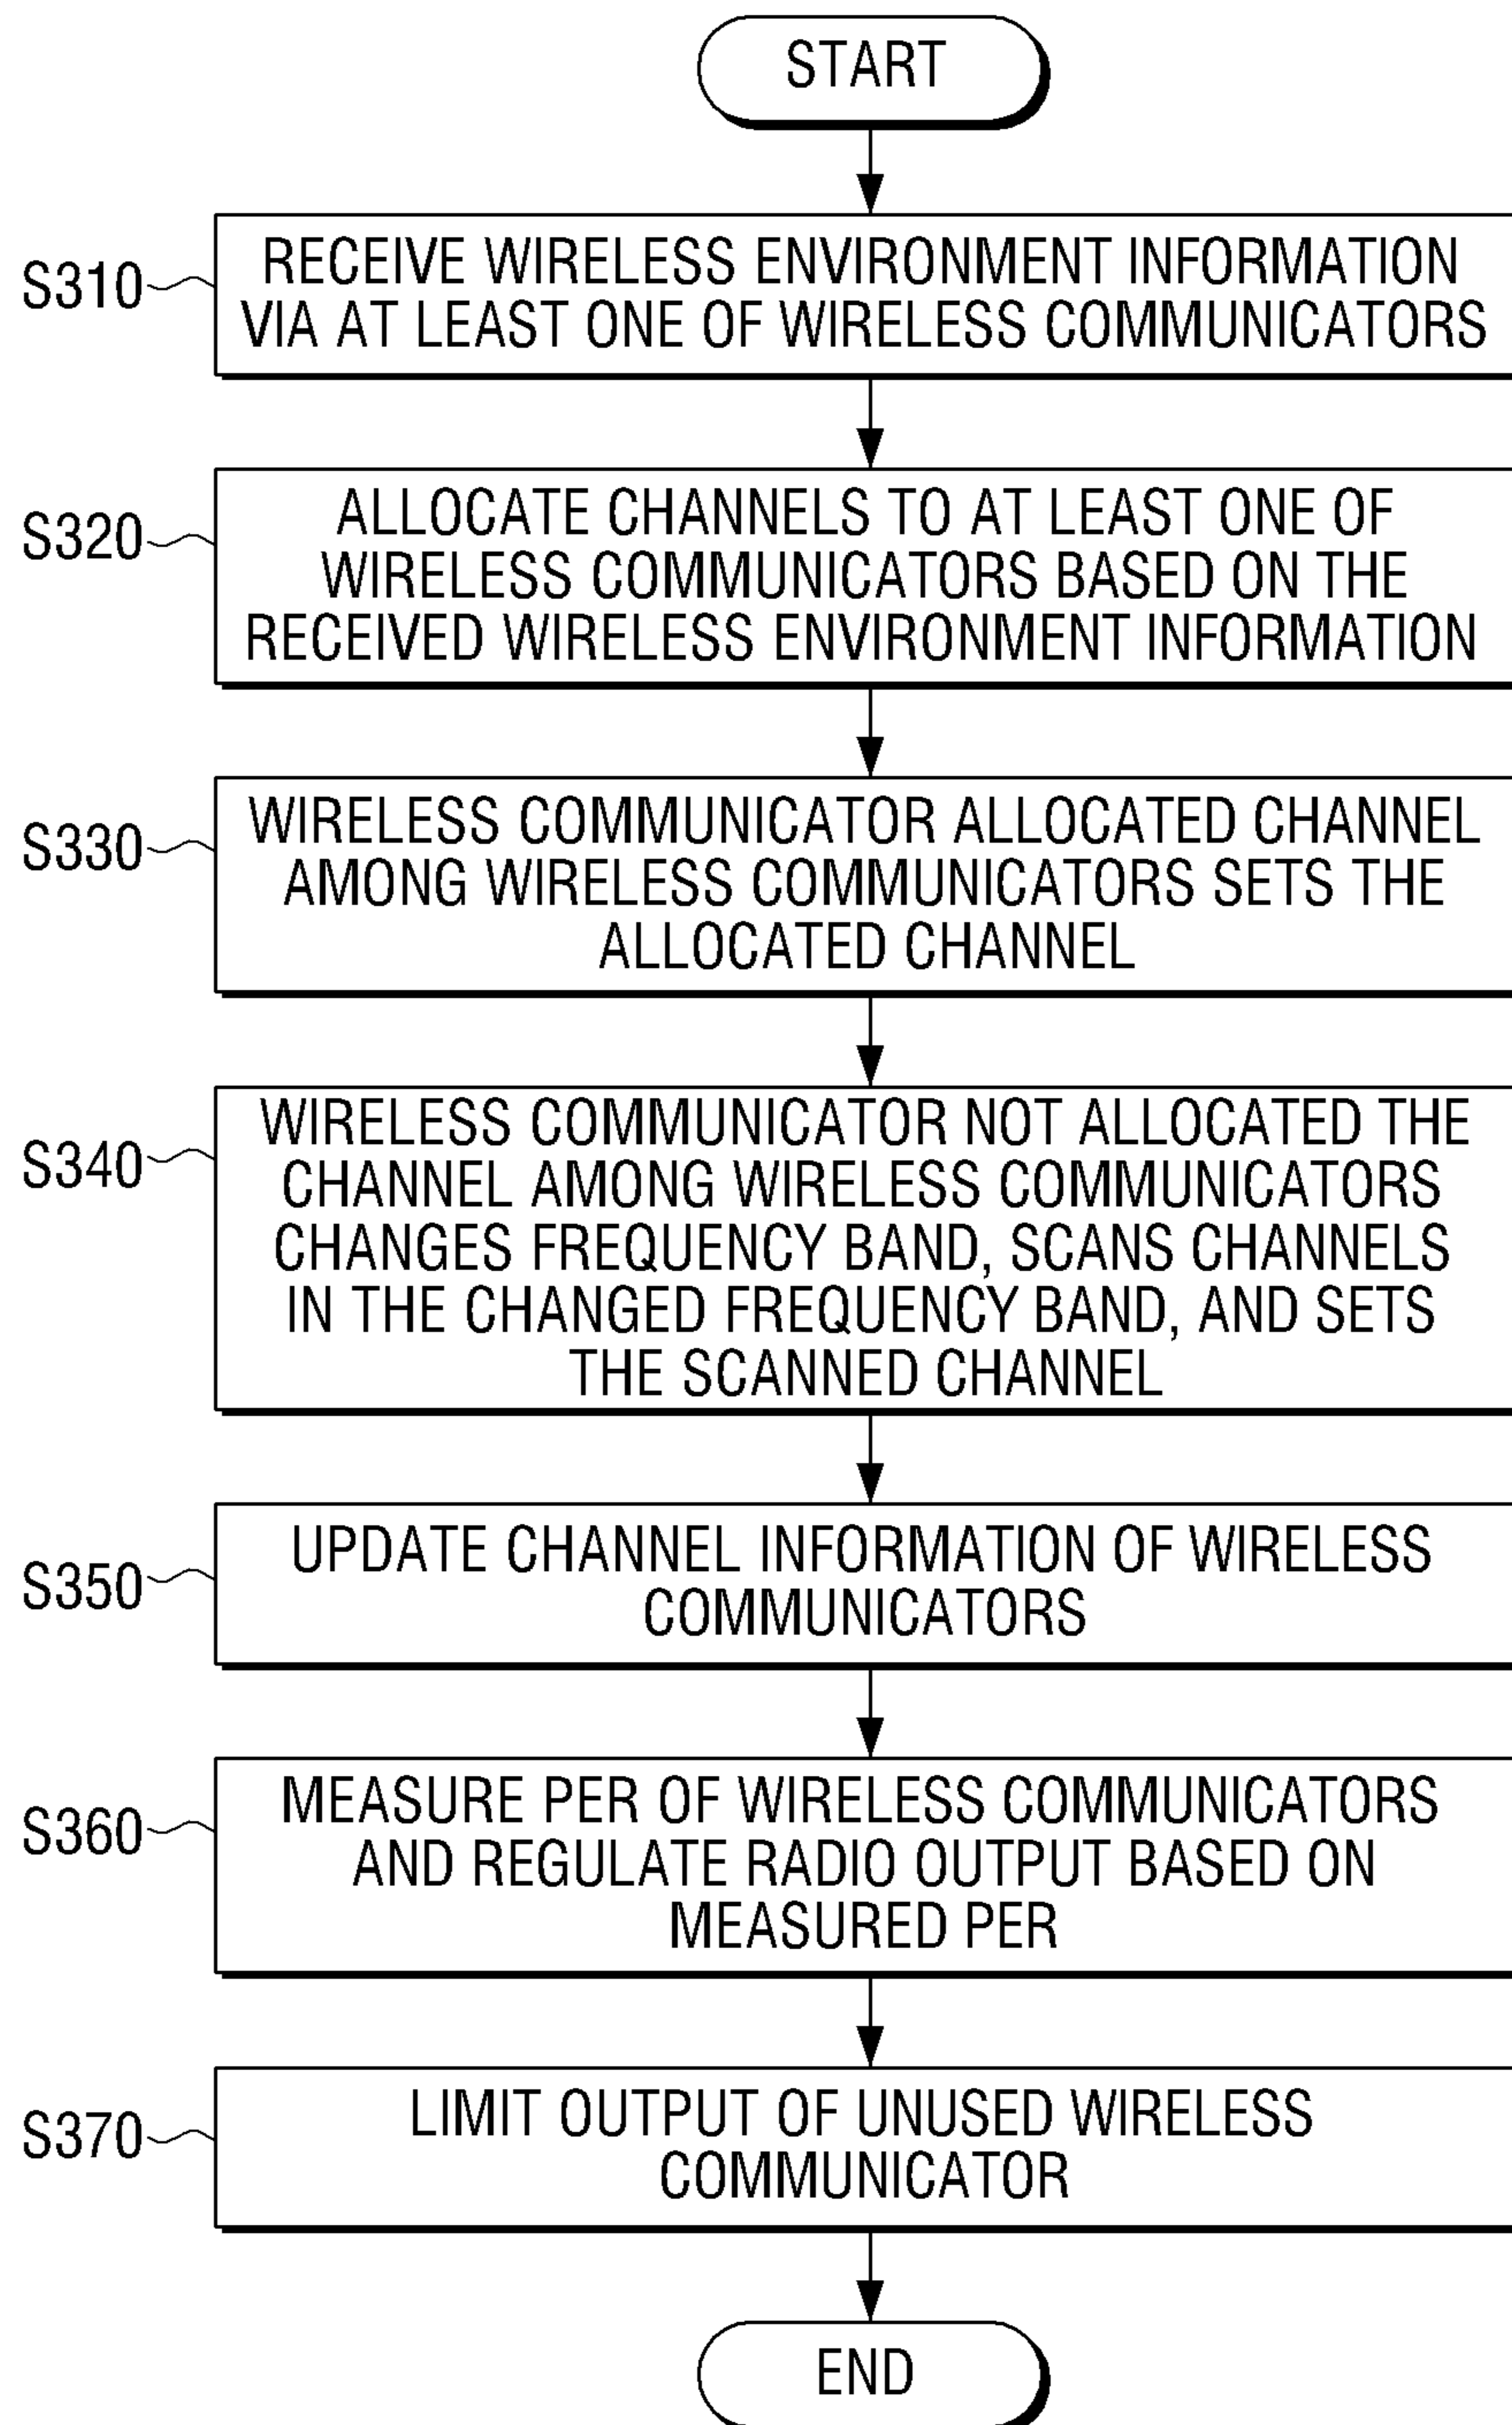 START
S310
RECEIVE WIRELESS ENVIRONMENT INFORMATION
VIA AT LEAST ONE OF WIRELESS COMMUNICATORS
S320
ALLOCATE CHANNELS TO AT LEAST ONE OF
WIRELESS COMMUNICATORS BASED ON THE
RECEIVED WIRELESS ENVIRONMENT INFORMATION
S330
WIRELESS COMMUNICATOR ALLOCATED CHANNEL
AMONG WIRELESS COMMUNICATORS SETS THE
ALLOCATED CHANNEL
S340
WIRELESS COMMUNICATOR NOT ALLOCATED THE
CHANNEL AMONG WIRELESS COMMUNICATORS
CHANGES FREQUENCY BAND, SCANS CHANNELS
IN THE CHANGED FREQUENCY BAND, AND SETS
THE SCANNED CHANNEL
S350
UPDATE CHANNEL INFORMATION OF WIRELESS
COMMUNICATORS
S360
MEASURE PER OF WIRELESS COMMUNICATORS
AND REGULATE RADIO OUTPUT BASED ON
MEASURED PER
S370
LIMIT OUTPUT OF UNUSED WIRELESS
COMMUNICATOR
END